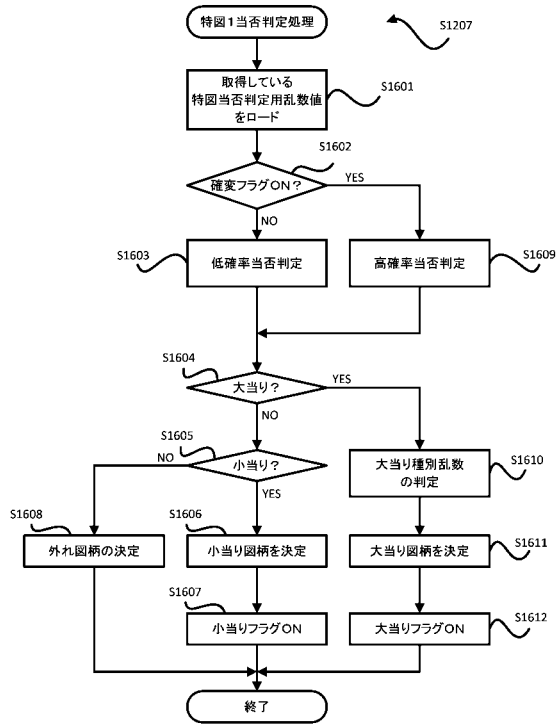 特図1当否判定処理
S1207
取得している
特図当否判定用乱数値
をロード
S1601
S1602
確変フラグON？
YES
NO
S1603
低確率当否判定
高確率当否判定
S1609
S1604
大当り？
YES
NO
S1605
NO
小当り？
YES
大当り種別乱数
の判定
S1610
S1608
外れ図柄の決定
S1606
小当り図柄を決定
大当り図柄を決定
S1611
S1607
小当りフラグON
大当りフラグON
S1612
終了